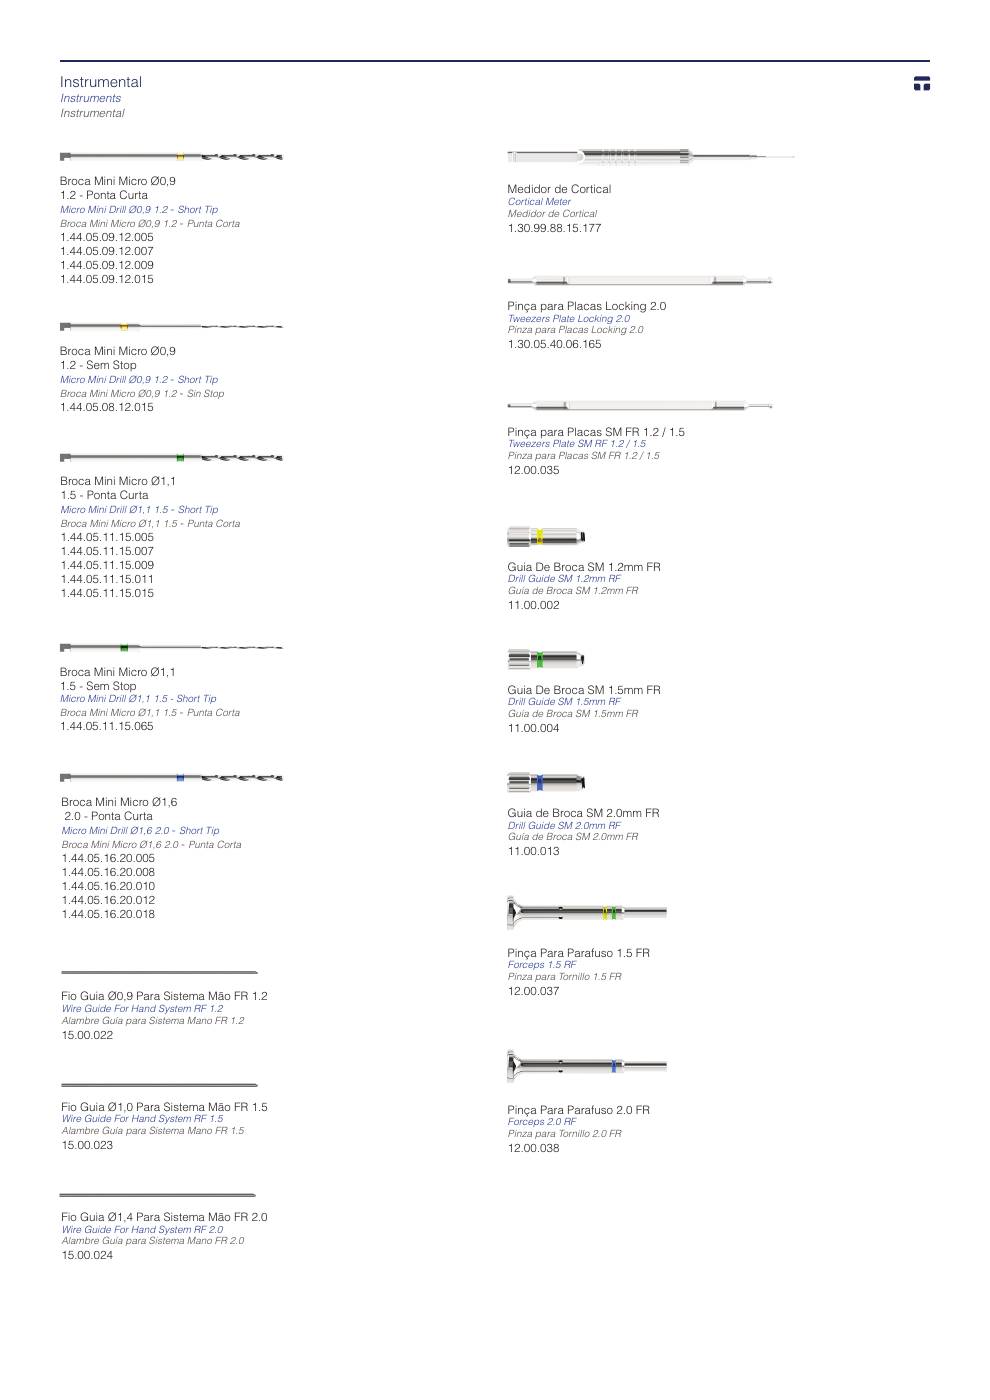 Instrumental
Instruments
Instrumental
Broca Mini Micro Ø0,9
1.2 - Ponta Curta
Micro Mini Drill Ø0,9 1.2 - Short Tip
Broca Mini Micro Ø0,9 1.2 - Punta Corta
1.44.05.09.12.005
1.44.05.09.12.007
1.44.05.09.12.009
1.44.05.09.12.015
Broca Mini Micro Ø0,9
1.2 - Sem Stop
Micro Mini Drill Ø0,9 1.2 - Short Tip
Broca Mini Micro Ø0,9 1.2 - Sin Stop
1.44.05.08.12.015
Broca Mini Micro Ø1,1
1.5 - Ponta Curta
Micro Mini Drill Ø1,1 1.5 - Short Tip
Broca Mini Micro Ø1,1 1.5 - Punta Corta
1.44.05.11.15.005
1.44.05.11.15.007
1.44.05.11.15.009
1.44.05.11.15.011
1.44.05.11.15.015
Broca Mini Micro Ø1,1
1.5 - Sem Stop
Micro Mini Drill Ø1,1 1.5 - Short Tip
Broca Mini Micro Ø1,1 1.5 - Punta Corta
1.44.05.11.15.065
Broca Mini Micro Ø1,6
2.0 - Ponta Curta
Micro Mini Drill Ø1,6 2.0 - Short Tip
Broca Mini Micro Ø1,6 2.0 - Punta Corta
1.44.05.16.20.005
1.44.05.16.20.008
1.44.05.16.20.010
1.44.05.16.20.012
1.44.05.16.20.018
Fio Guia Ø0,9 Para Sistema Mão FR 1.2
Wire Guide For Hand System RF 1.2
Alambre Guía para Sistema Mano FR 1.2
15.00.022
Fio Guia Ø1,0 Para Sistema Mão FR 1.5
Wire Guide For Hand System RF 1.5
Alambre Guía para Sistema Mano FR 1.5
15.00.023
Fio Guia Ø1,4 Para Sistema Mão FR 2.0
Wire Guide For Hand System RF 2.0
Alambre Guía para Sistema Mano FR 2.0
15.00.024
Medidor de Cortical
Cortical Meter
Medidor de Cortical
1.30.99.88.15.177
Pinça para Placas Locking 2.0
Tweezers Plate Locking 2.0
Pinza para Placas Locking 2.0
1.30.05.40.06.165
Pinça para Placas SM FR 1.2 / 1.5
Tweezers Plate SM RF 1.2 / 1.5
Pinza para Placas SM FR 1.2 / 1.5
12.00.035
Guia De Broca SM 1.2mm FR
Drill Guide SM 1.2mm RF
Guía de Broca SM 1.2mm FR
11.00.002
Guia De Broca SM 1.5mm FR
Drill Guide SM 1.5mm RF
Guía de Broca SM 1.5mm FR
11.00.004
Guia de Broca SM 2.0mm FR
Drill Guide SM 2.0mm RF
Guía de Broca SM 2.0mm FR
11.00.013
Pinça Para Parafuso 1.5 FR
Forceps 1.5 RF
Pinza para Tornillo 1.5 FR
12.00.037
Pinça Para Parafuso 2.0 FR
Forceps 2.0 RF
Pinza para Tornillo 2.0 FR
12.00.038